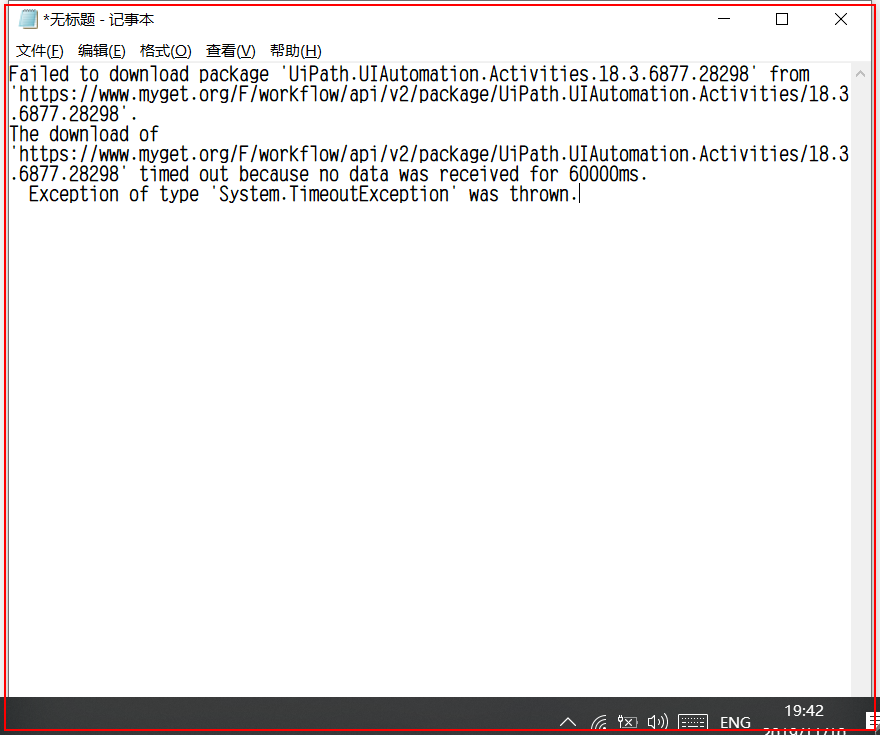 *无标题 - 记事本
文件(F) 编辑(E) 格式(O) 查看(V) 帮助(H)
Failed to download package 'UiPath.UIAutomation.Activities.18.3.6877.28298' from
'https://www.myget.org/F/workflow/api/v2/package/UiPath.UIAutomation.Activities/18.3
.6877.28298'.
The download of
'https://www.myget.org/F/workflow/api/v2/package/UiPath.UIAutomation.Activities/18.3
.6877.28298' timed out because no data was received for 60000ms.
Exception of type 'System.TimeoutException' was thrown.
ENG
19:42